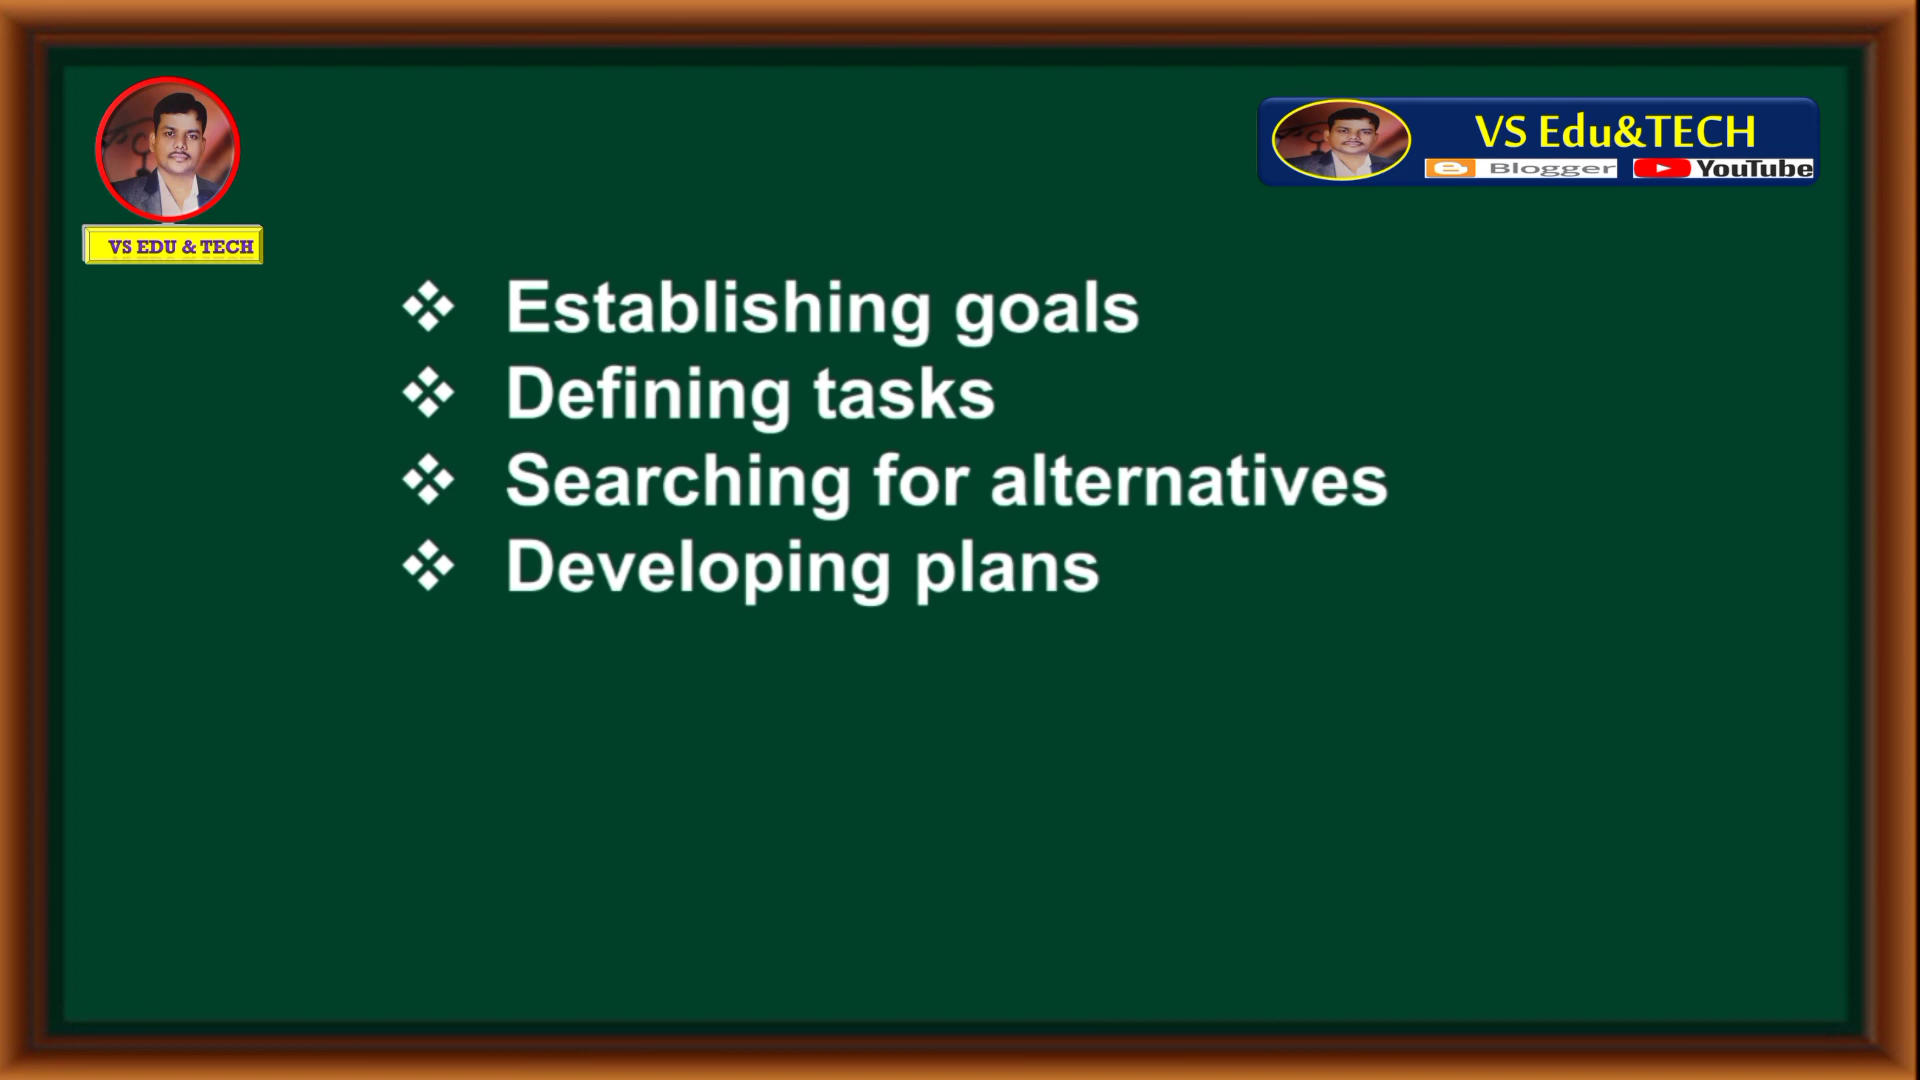 VS Edu&TECH
Blogger YouTube
VS EDU & TECH
❖ Establishing goals
❖ Defining tasks
❖ Searching for alternatives
❖ Developing plans